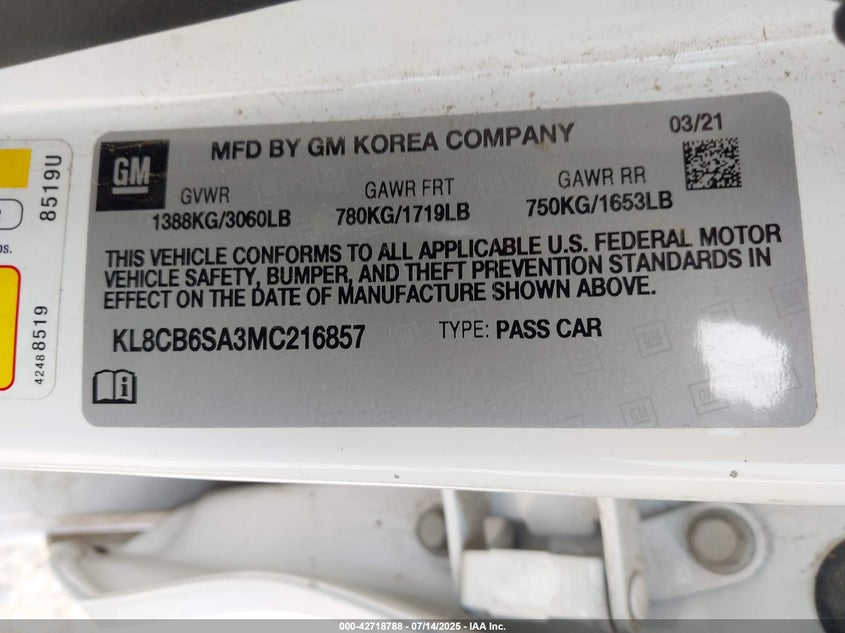 MFD BY GM KOREA COMPANY
03/21
GM
GVWR
GAWR FRT
GAWR RR
1388KG/3060LB
780KG/1719LB
750KG/1653LB
THIS VEHICLE CONFORMS TO ALL APPLICABLE U.S. FEDERAL MOTOR
VEHICLE SAFETY, BUMPER, AND THEFT PREVENTION STANDARDS IN
EFFECT ON THE DATE OF MANUFACTURE SHOWN ABOVE.
KL8CB6SA3MC216857
TYPE: PASS CAR
8519U
42488519
000-42718788 - 07/14/2025 - IAA Inc.